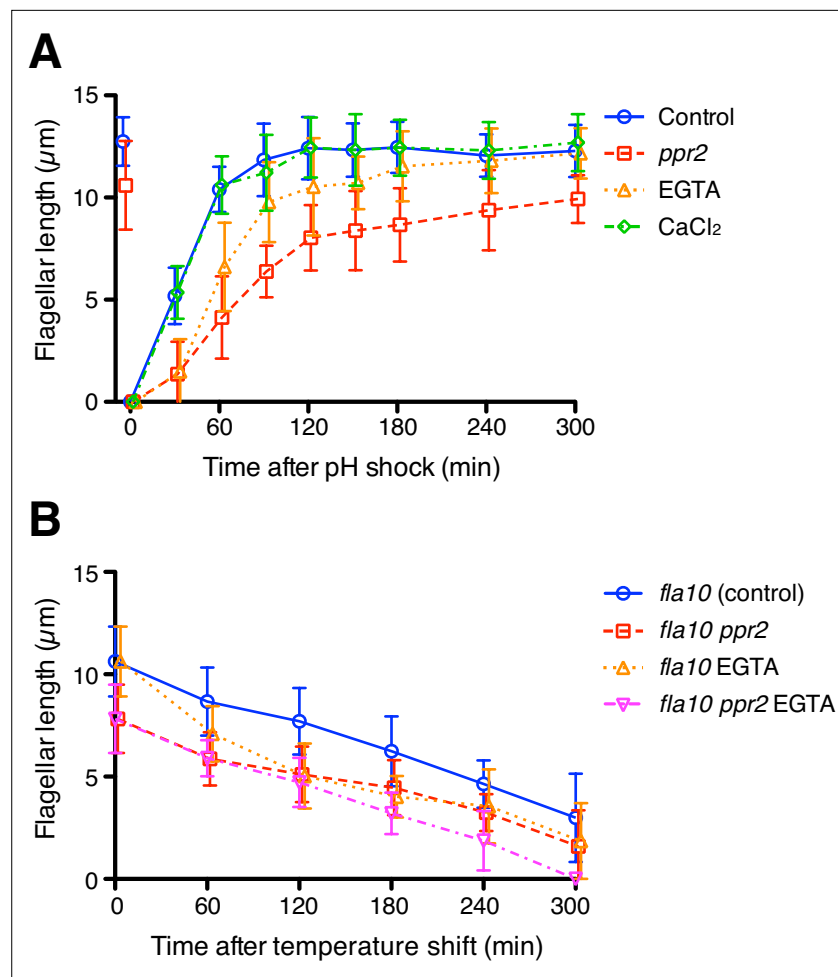 A
15
10
5
0
Flagellar length (µm)
0 60 120 180 240 300
Time after pH shock (min)
Control
ppr2
EGTA
CaCl₂
B
15
10
5
0
Flagellar length (µm)
0 60 120 180 240 300
Time after temperature shift (min)
fla10 (control)
fla10 ppr2
fla10 EGTA
fla10 ppr2 EGTA